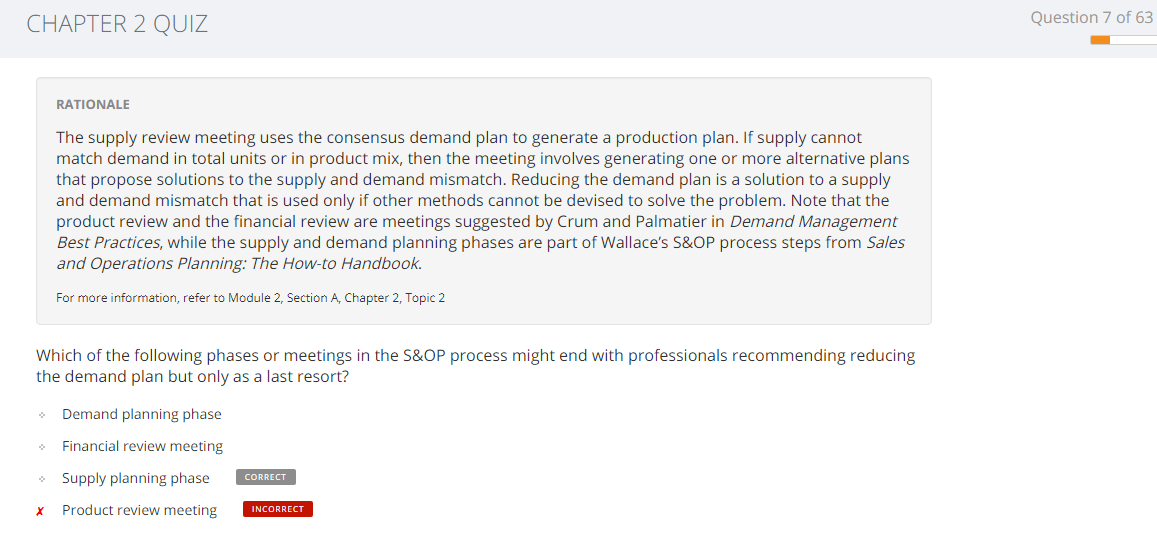 CHAPTER 2 QUIZ
Question 7 of 63
RATIONALE
The supply review meeting uses the consensus demand plan to generate a production plan. If supply cannot
match demand in total units or in product mix, then the meeting involves generating one or more alternative plans
that propose solutions to the supply and demand mismatch. Reducing the demand plan is a solution to a supply
and demand mismatch that is used only if other methods cannot be devised to solve the problem. Note that the
product review and the financial review are meetings suggested by Crum and Palmatier in Demand Management
Best Practices, while the supply and demand planning phases are part of Wallace’s S&OP process steps from Sales
and Operations Planning: The How-to Handbook.
For more information, refer to Module 2, Section A, Chapter 2, Topic 2
Which of the following phases or meetings in the S&OP process might end with professionals recommending reducing
the demand plan but only as a last resort?
Demand planning phase
Financial review meeting
Supply planning phase CORRECT
✗ Product review meeting INCORRECT